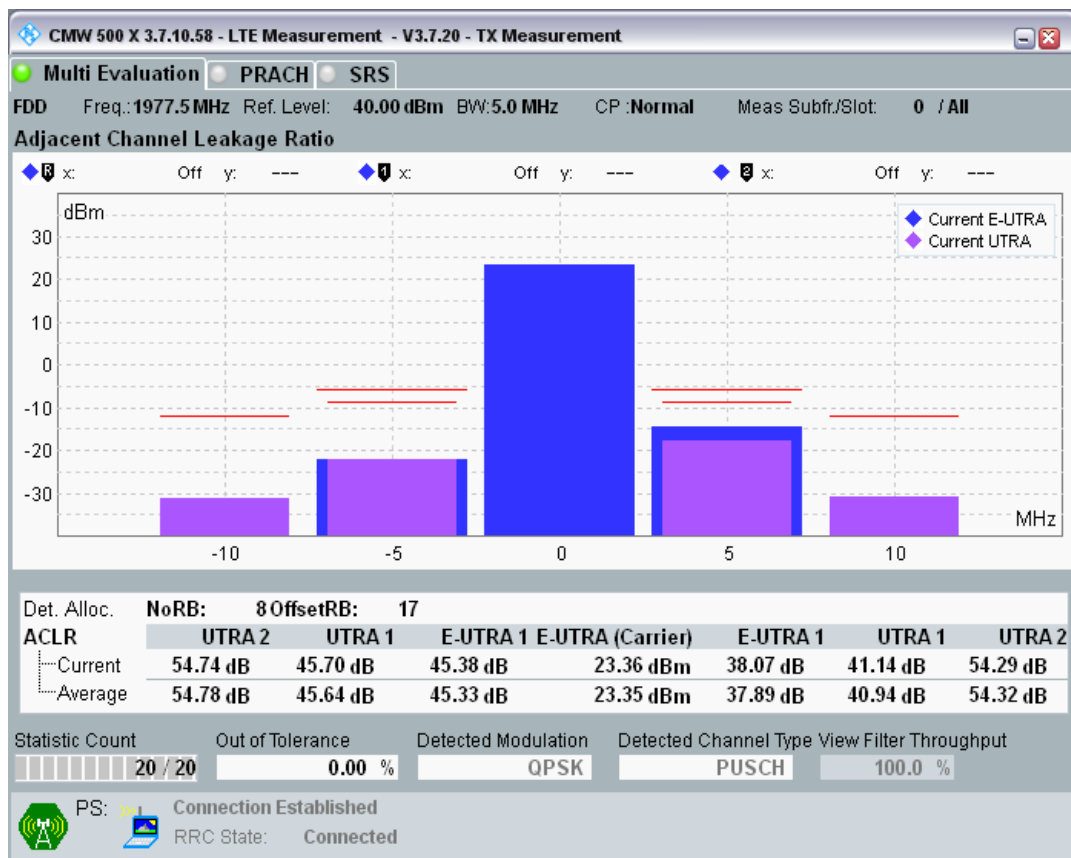 CMW 500 X 3.7.10.58 - LTE Measurement - V3.7.20 - TX Measurement
Multi Evaluation PRACH SRS
FDD Freq.:1977.5 MHz Ref. Level: 40.00 dBm BW:5.0 MHz CP :Normal Meas Subfr./Slot: 0 / All
Adjacent Channel Leakage Ratio
R x: Off y: --- 1 x: Off y: --- 2 x: Off y: ---
dBm
Current E-UTRA
Current UTRA
30
20
10
0
-10
-20
-30
MHz
-10 -5 0 5 10
Det. Alloc. NoRB: 8 OffsetRB: 17
ACLR UTRA 2 UTRA 1 E-UTRA 1 E-UTRA (Carrier) E-UTRA 1 UTRA 1 UTRA 2
Current 54.74 dB 45.70 dB 45.38 dB 23.36 dBm 38.07 dB 41.14 dB 54.29 dB
Average 54.78 dB 45.64 dB 45.33 dB 23.35 dBm 37.89 dB 40.94 dB 54.32 dB
Statistic Count Out of Tolerance Detected Modulation Detected Channel Type View Filter Throughput
20 / 20 0.00 % QPSK PUSCH 100.0 %
PS: Connection Established
RRC State: Connected